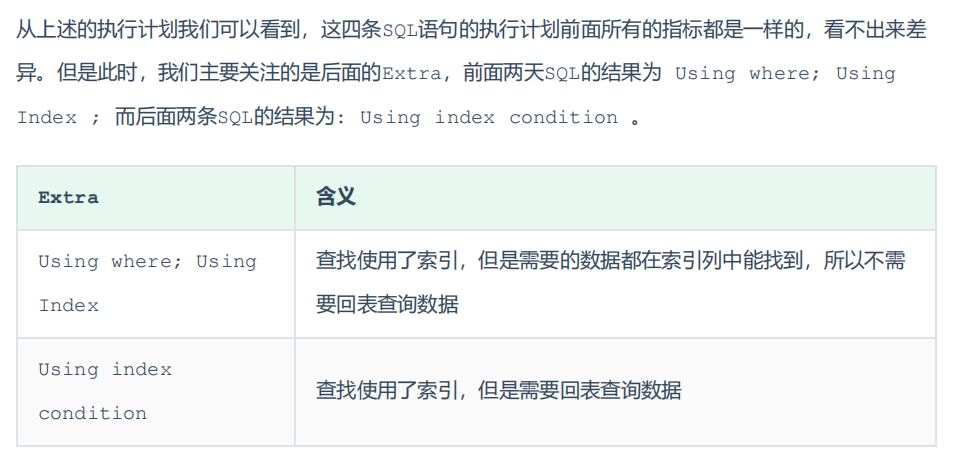 从上述的执行计划我们可以看到，这四条SQL语句的执行计划前面所有的指标都是一样的，看不出来差
异。但是此时，我们主要关注的是后面的Extra，前面两天SQL的结果为 Using where; Using
Index ; 而后面两条SQL的结果为: Using index condition 。
Extra
含义
Using where; Using
Index
查找使用了索引，但是需要的数据都在索引列中能找到，所以不需
要回表查询数据
Using index
condition
查找使用了索引，但是需要回表查询数据